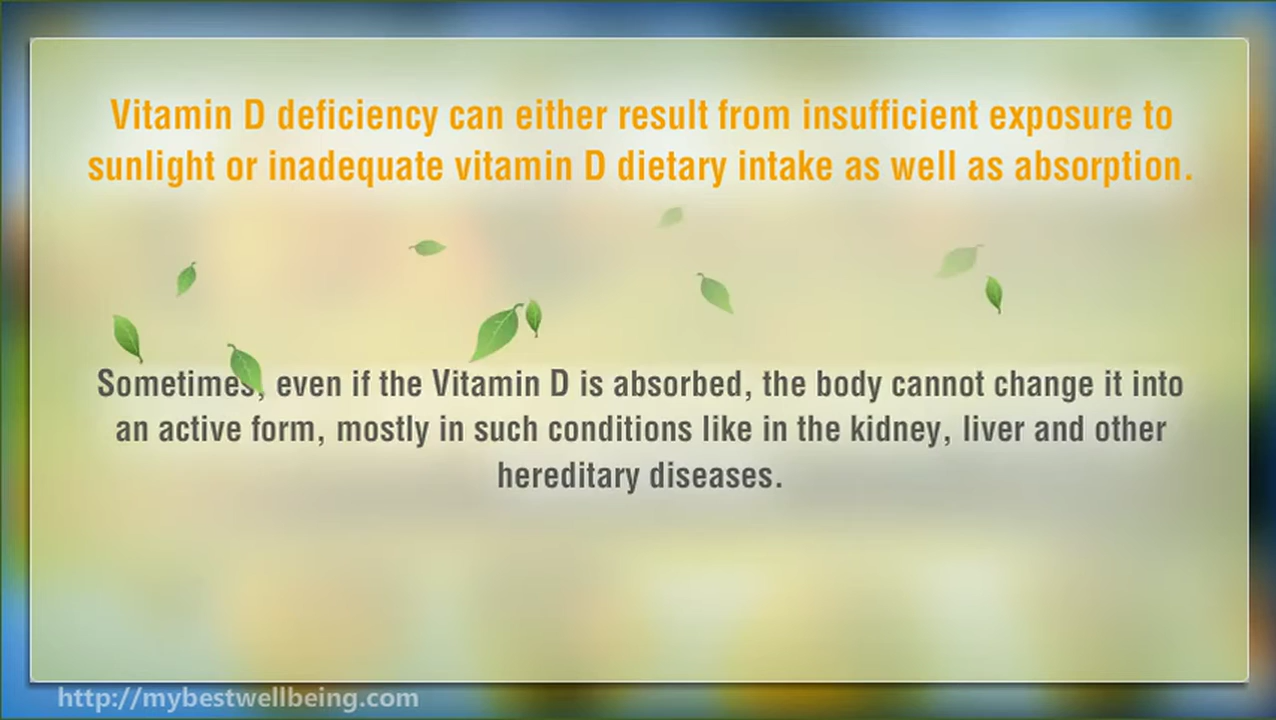 Vitamin D deficiency can either result from insufficient exposure to
sunlight or inadequate vitamin D dietary intake as well as absorption.
Sometimes, even if the Vitamin D is absorbed, the body cannot change it into
an active form, mostly in such conditions like in the kidney, liver and other
hereditary diseases.
http://mybestwellbeing.com